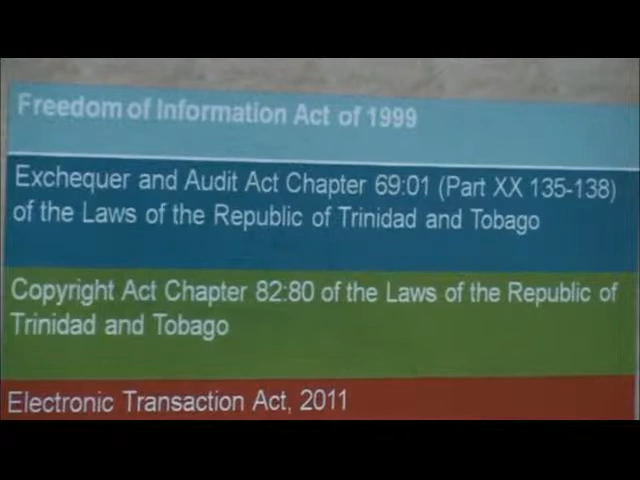 Freedom of Information Act of 1999
Exchequer and Audit Act Chapter 69:01 (Part XX 135-138)
of the Laws of the Republic of Trinidad and Tobago
Copyright Act Chapter 82:80 of the Laws of the Republic of
Trinidad and Tobago
Electronic Transaction Act, 2011